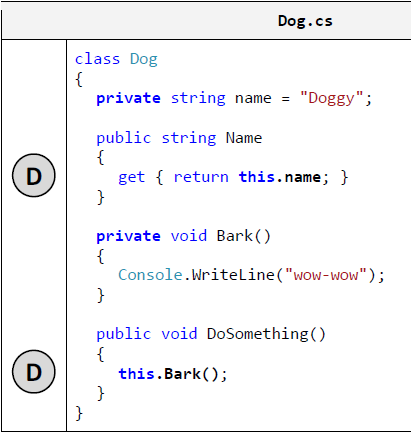 Dog.cs
class Dog
{
private string name = "Doggy";
public string Name
{
D
get { return this.name; }
}
private void Bark()
{
Console.WriteLine("wow-wow");
}
public void DoSomething()
{
D
this.Bark();
}
}